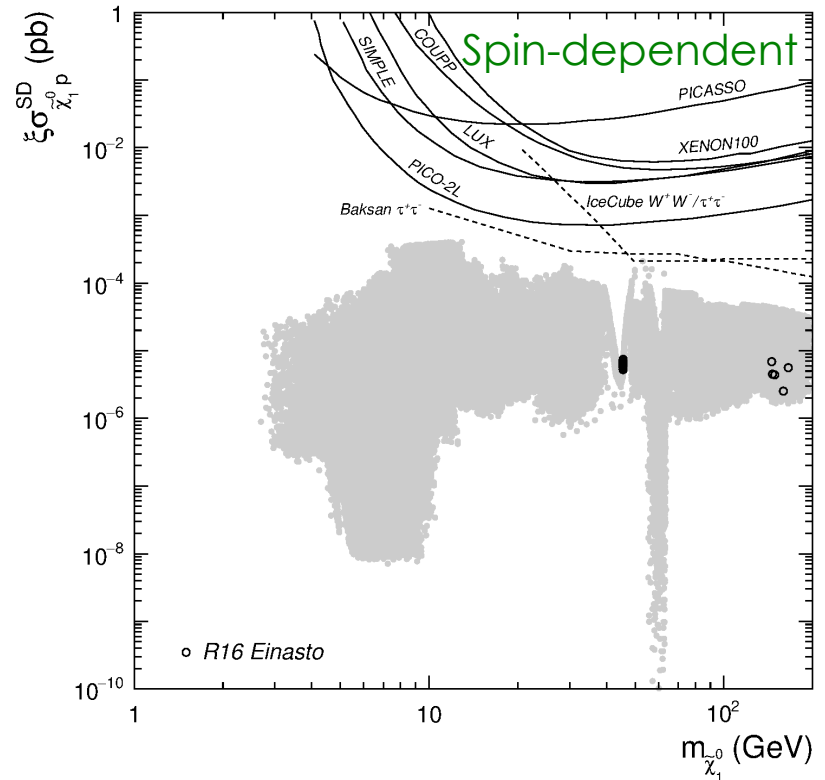 Spin-dependent
ξσ^SD_χ̃₁⁰ p (pb)
1
10⁻²
10⁻⁴
10⁻⁶
10⁻⁸
10⁻¹⁰
SIMPLE
COUPP
PICASSO
LUX
XENON100
PICO-2L
Baksan τ⁺τ⁻
IceCube W⁺W⁻/τ⁺τ⁻
R16 Einasto
1
10
10²
m_χ̃₁⁰ (GeV)